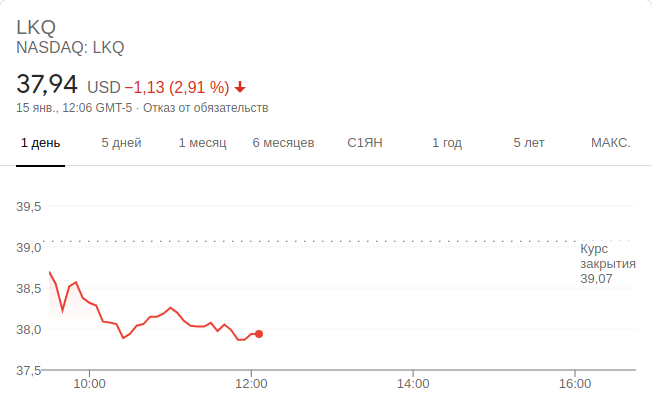 LKQ
NASDAQ: LKQ
37,94 USD −1,13 (2,91 %)
15 янв., 12:06 GMT-5 · Отказ от обязательств
1 день 5 дней 1 месяц 6 месяцев С1ЯН 1 год 5 лет МАКС.
39,5
39,0
38,5
38,0
37,5
Курс
закрытия
39,07
10:00 12:00 14:00 16:00